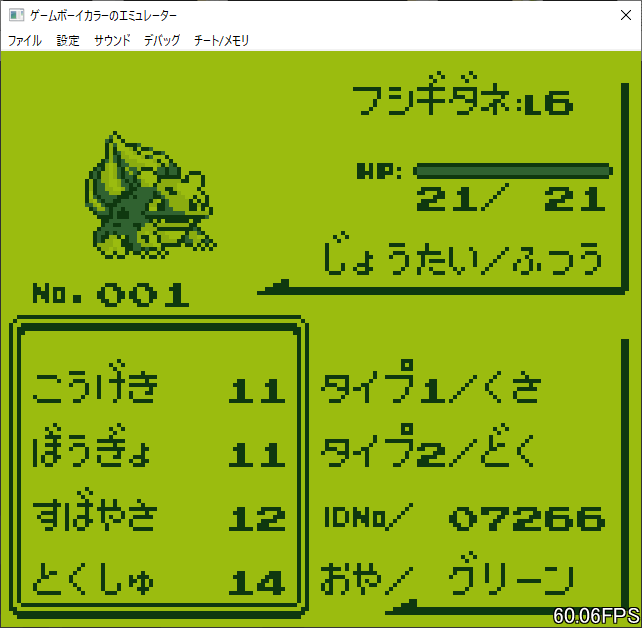 ゲームボーイカラーのエミュレーター
ファイル 設定 サウンド デバッグ チート/メモリ
フシギダネ:L6
HP:
21/ 21
じょうたい/ふつう
No.001
こうげき 11
ぼうぎょ 11
すばやさ 12
とくしゅ 14
タイプ1/くさ
タイプ2/どく
IDNo/ 07266
おや/ グリーン
60.06FPS